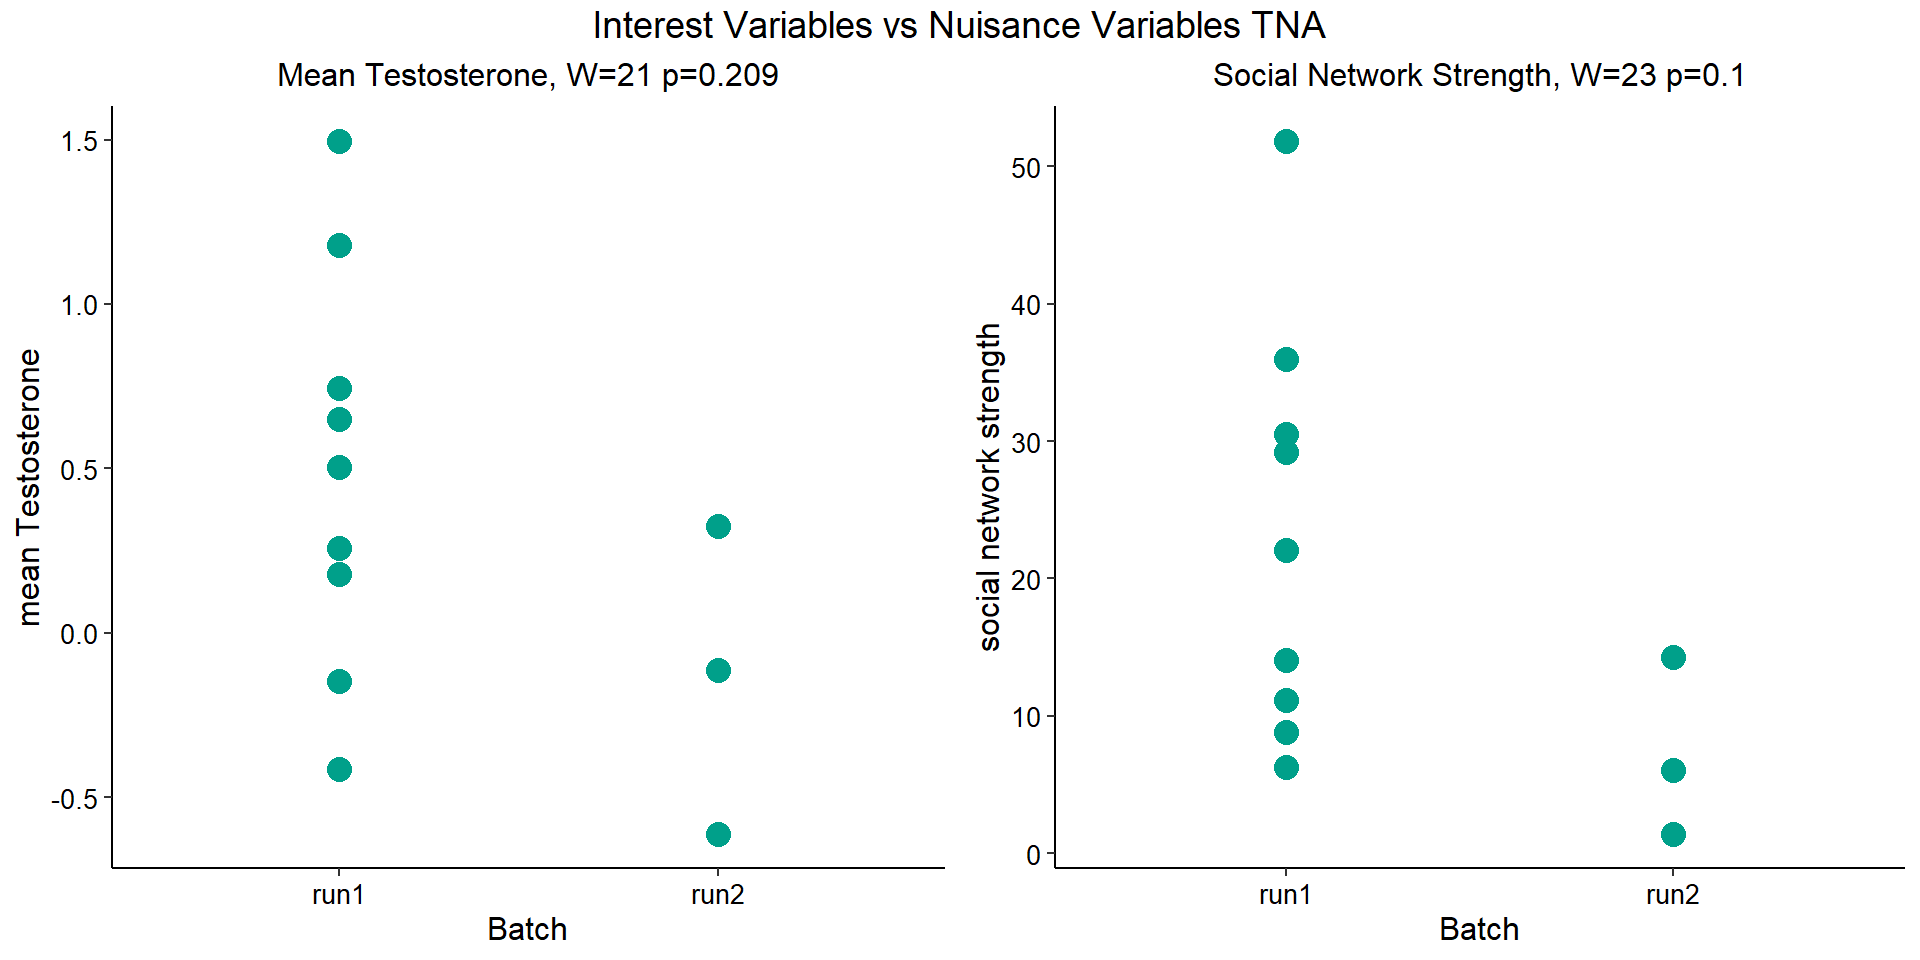 Interest Variables vs Nuisance Variables TNA
Mean Testosterone, W=21 p=0.209
mean Testosterone
1.5
1.0
0.5
0.0
-0.5
run1
run2
Batch
Social Network Strength, W=23 p=0.1
social network strength
50
40
30
20
10
0
run1
run2
Batch